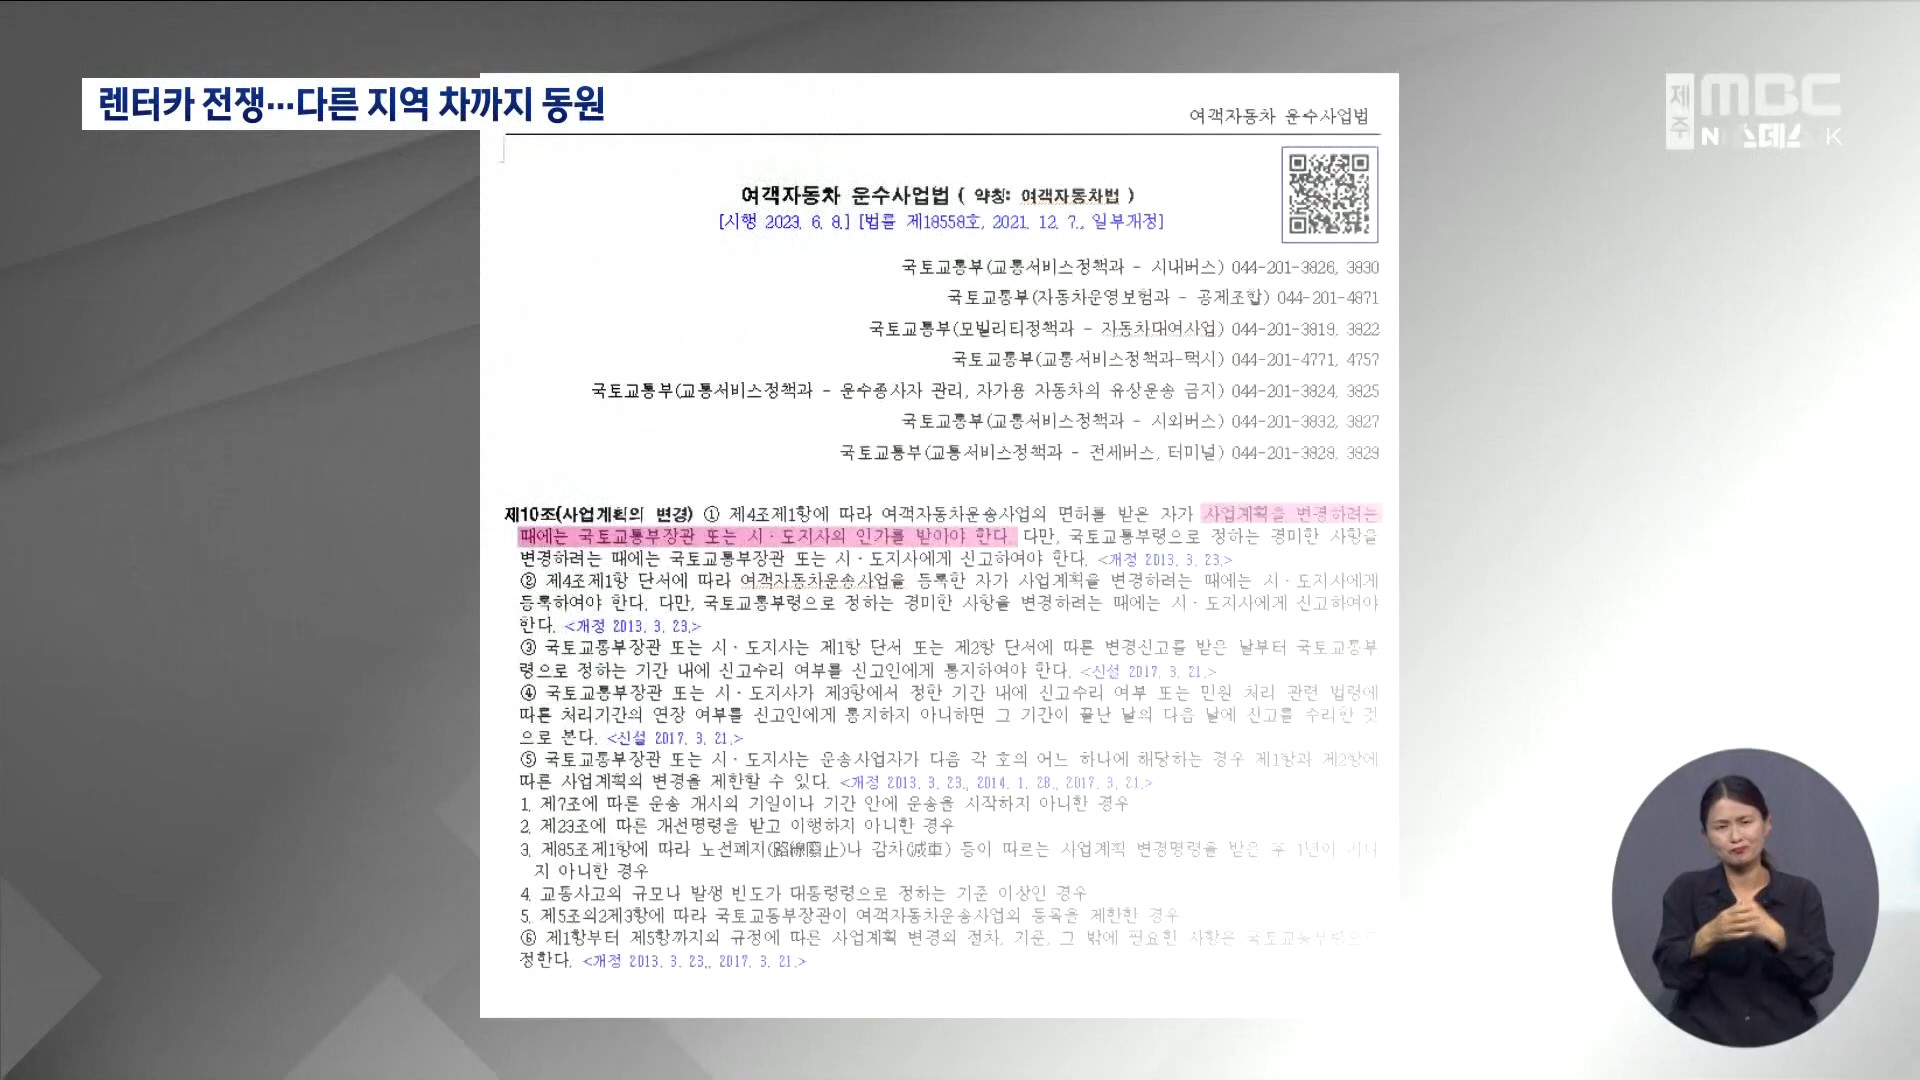 렌터카 전쟁…다른 지역 차까지 동원
제주 MBC
여객자동차 운수사업법
여객자동차 운수사업법 ( 약칭: 여객자동차법 )
[시행 2023. 6. 8.] [법률 제18558호, 2021. 12. 7., 일부개정]
국토교통부(교통서비스정책과 - 시내버스) 044-201-3826, 3830
국토교통부(자동차운영보험과 - 공제조합) 044-201-4871
국토교통부(모빌리티정책과 - 자동차대여사업) 044-201-3819, 3822
국토교통부(교통서비스정책과-택시) 044-201-4771, 4757
국토교통부(교통서비스정책과 - 운수종사자 관리, 자가용 자동차의 유상운송 금지) 044-201-3824, 3825
국토교통부(교통서비스정책과 - 시외버스) 044-201-3832, 3827
국토교통부(교통서비스정책과 - 전세버스, 터미널) 044-201-3828, 3829
제10조(사업계획의 변경) ① 제4조제1항에 따라 여객자동차운송사업의 면허를 받은 자가 사업계획을 변경하려는
때에는 국토교통부장관 또는 시ㆍ도지사의 인가를 받아야 한다. 다만, 국토교통부령으로 정하는 경미한 사항을
변경하려는 때에는 국토교통부장관 또는 시ㆍ도지사에게 신고하여야 한다. <개정 2013. 3. 23.>
② 제4조제1항 단서에 따라 여객자동차운송사업을 등록한 자가 사업계획을 변경하려는 때에는 시ㆍ도지사에게
등록하여야 한다. 다만, 국토교통부령으로 정하는 경미한 사항을 변경하려는 때에는 시ㆍ도지사에게 신고하여야
한다. <개정 2013. 3. 23.>
③ 국토교통부장관 또는 시ㆍ도지사는 제1항 단서 또는 제2항 단서에 따른 변경신고를 받은 날부터 국토교통부
령으로 정하는 기간 내에 신고수리 여부를 신고인에게 통지하여야 한다. <신설 2017. 3. 21.>
④ 국토교통부장관 또는 시ㆍ도지사가 제3항에서 정한 기간 내에 신고수리 여부 또는 민원 처리 관련 법령에
따른 처리기간의 연장 여부를 신고인에게 통지하지 아니하면 그 기간이 끝난 날의 다음 날에 신고를 수리한 것
으로 본다. <신설 2017. 3. 21.>
⑤ 국토교통부장관 또는 시ㆍ도지사는 운송사업자가 다음 각 호의 어느 하나에 해당하는 경우 제1항과 제2항에
따른 사업계획의 변경을 제한할 수 있다. <개정 2013. 3. 23., 2014. 1. 28., 2017. 3. 21.>
1. 제7조에 따른 운송 개시의 기일이나 기간 안에 운송을 시작하지 아니한 경우
2. 제23조에 따른 개선명령을 받고 이행하지 아니한 경우
3. 제85조제1항에 따라 노선폐지(路線廢止)나 감차(減車) 등이 따르는 사업계획 변경명령을 받은 후 1년이 지나
지 아니한 경우
4. 교통사고의 규모나 발생 빈도가 대통령령으로 정하는 기준 이상인 경우
5. 제5조의2제3항에 따라 국토교통부장관이 여객자동차운송사업의 등록을 제한한 경우
⑥ 제1항부터 제5항까지의 규정에 따른 사업계획 변경의 절차, 기준, 그 밖에 필요한 사항은 국토교통부령으로
정한다. <개정 2013. 3. 23., 2017. 3. 21.>